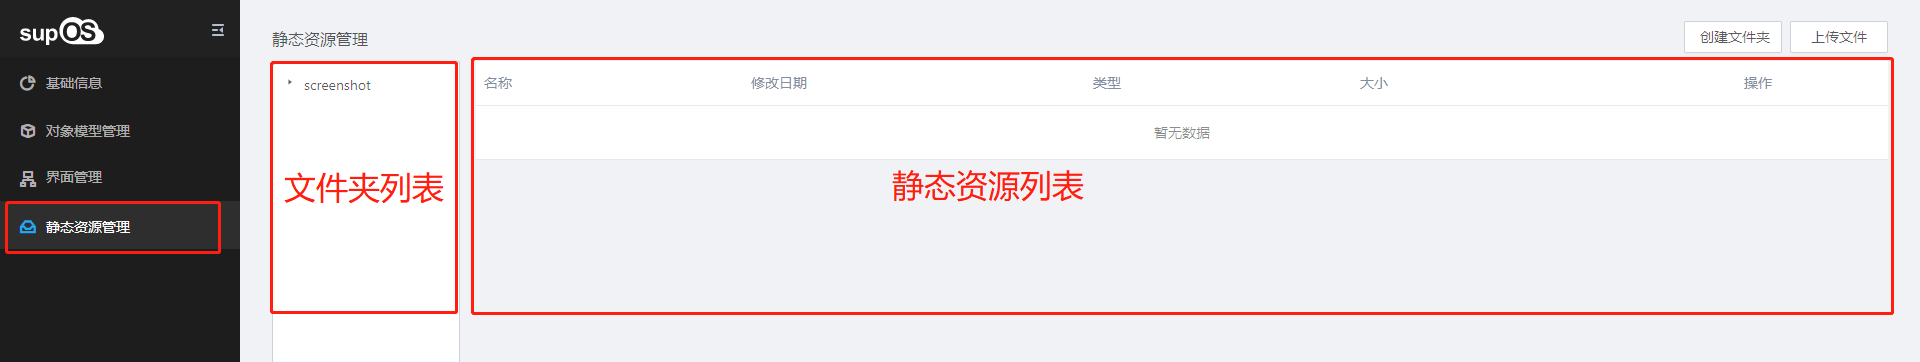 supOS
基础信息
对象模型管理
界面管理
静态资源管理
静态资源管理
创建文件夹
上传文件
screenshot
文件夹列表
名称 修改日期 类型 大小 操作
暂无数据
静态资源列表